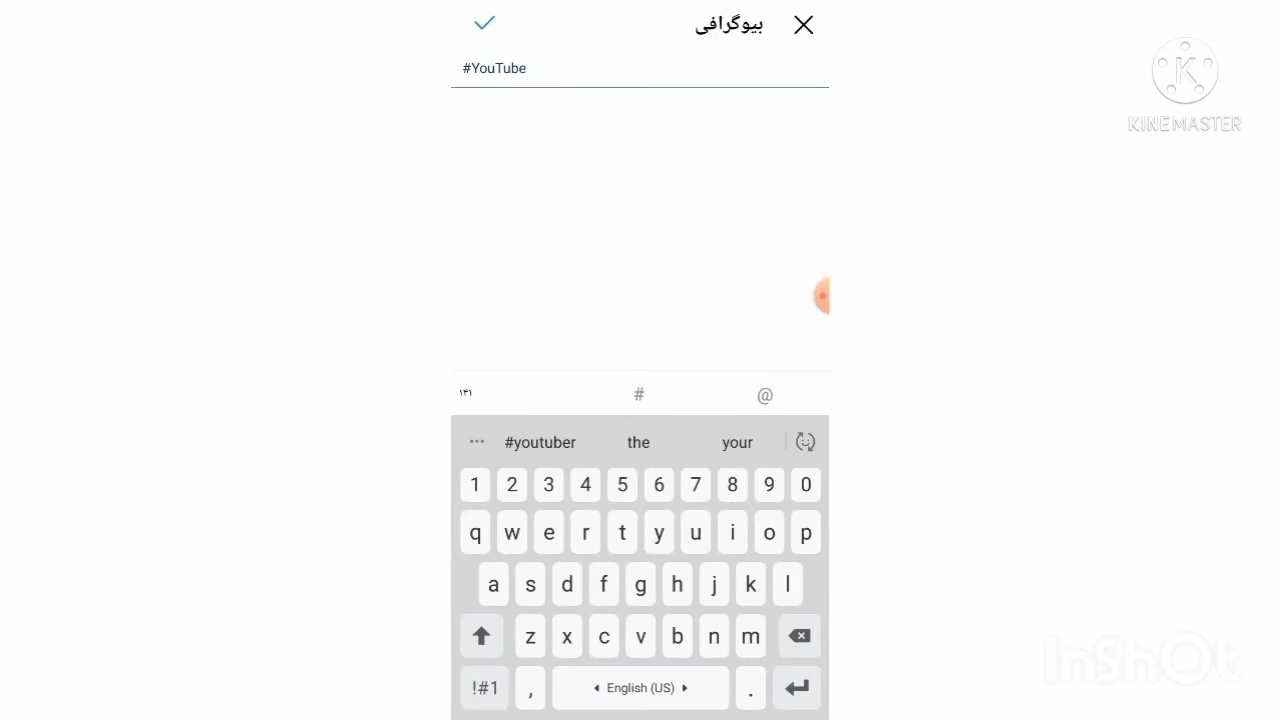 بیوگرافی
#YouTube
K
KINEMASTER
۱۴۱ # @
#youtuber the your
1 2 3 4 5 6 7 8 9 0
q w e r t y u i o p
a s d f g h j k l
z x c v b n m
!#1 , English (US) .
InShOt